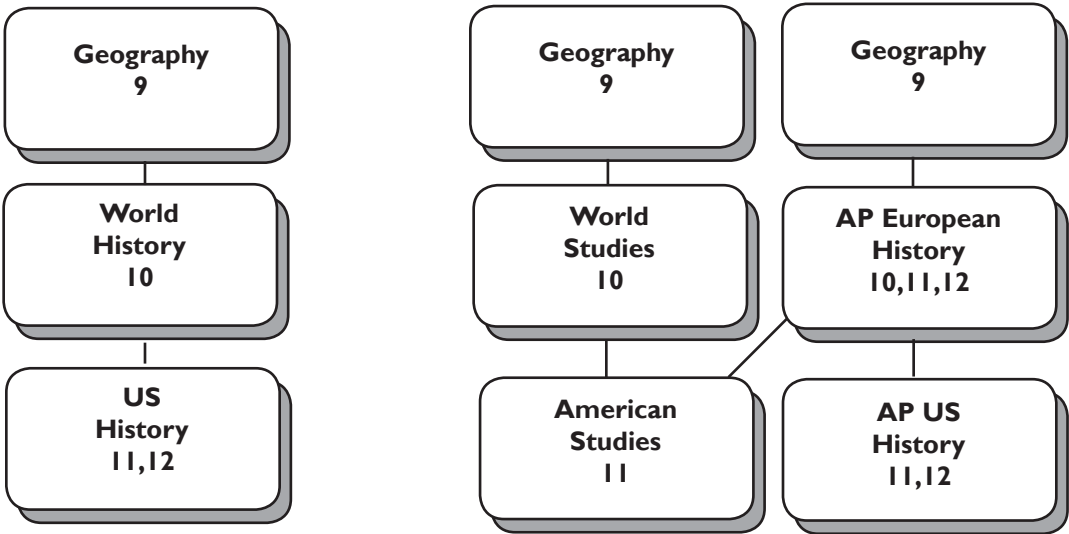 Geography
9
Geography
9
Geography
9
World
History
10
World
Studies
10
AP European
History
10,11,12
US
History
11,12
American
Studies
11
AP US
History
11,12